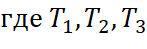 где T₁, T₂, T₃